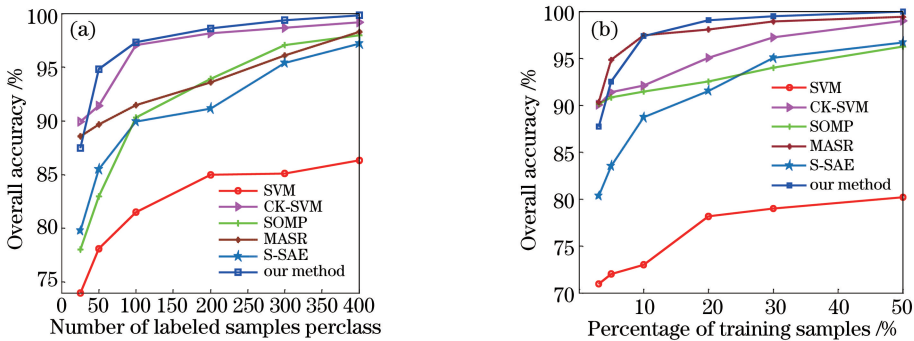 (a)
Overall accuracy /%
100
95
90
85
80
75
0 50 100 150 200 250 300 350 400
Number of labeled samples perclass
SVM
CK-SVM
SOMP
MASR
S-SAE
our method
(b)
Overall accuracy /%
100
95
90
85
80
75
70
10 20 30 40 50
Percentage of training samples /%
SVM
CK-SVM
SOMP
MASR
S-SAE
our method